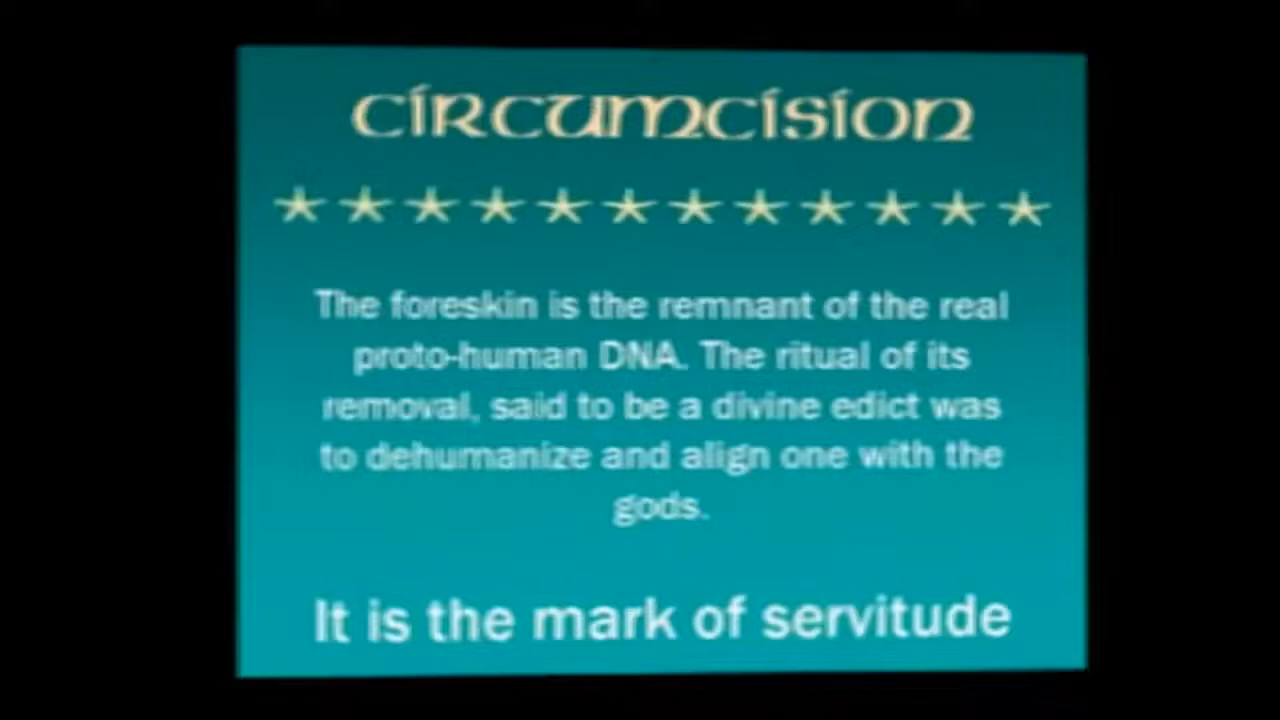 circumcision
The foreskin is the remnant of the real
proto-human DNA. The ritual of its
removal, said to be a divine edict was
to dehumanize and align one with the
gods.
It is the mark of servitude